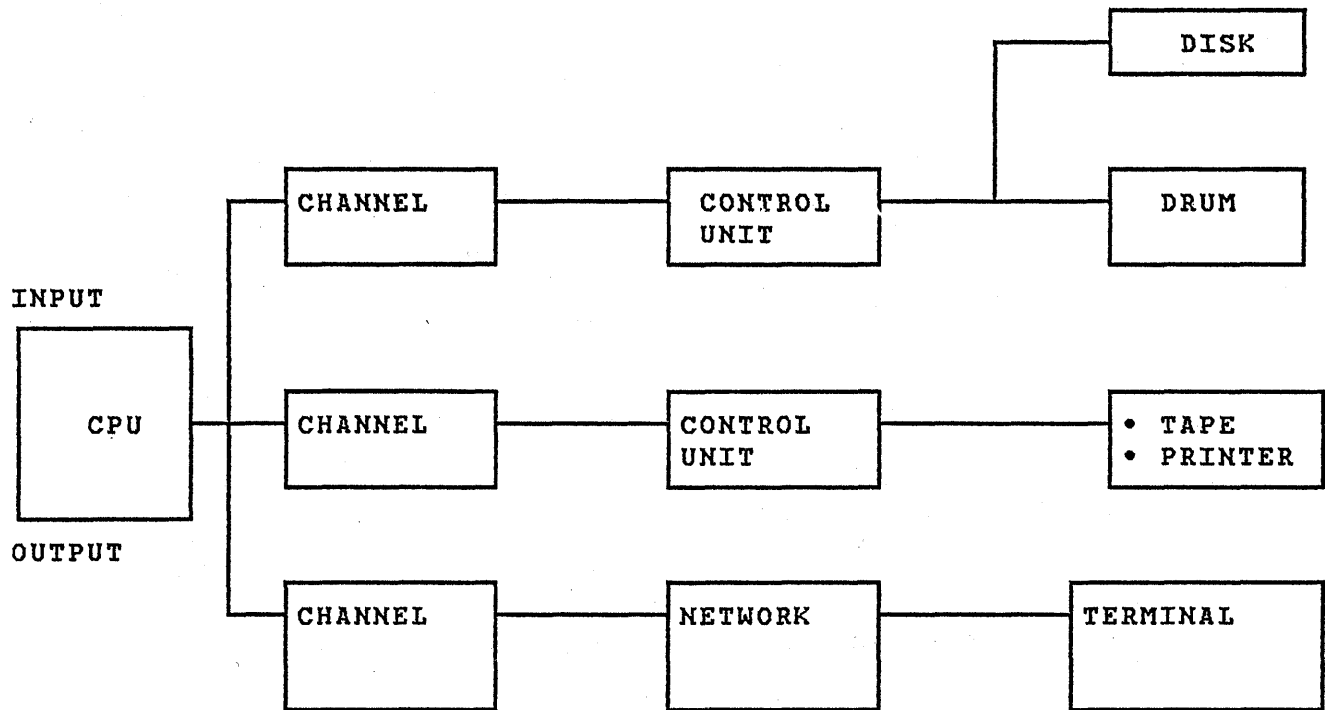 DISK
CHANNEL
CONTROL
UNIT
DRUM
INPUT
CPU
CHANNEL
CONTROL
UNIT
• TAPE
• PRINTER
OUTPUT
CHANNEL
NETWORK
TERMINAL